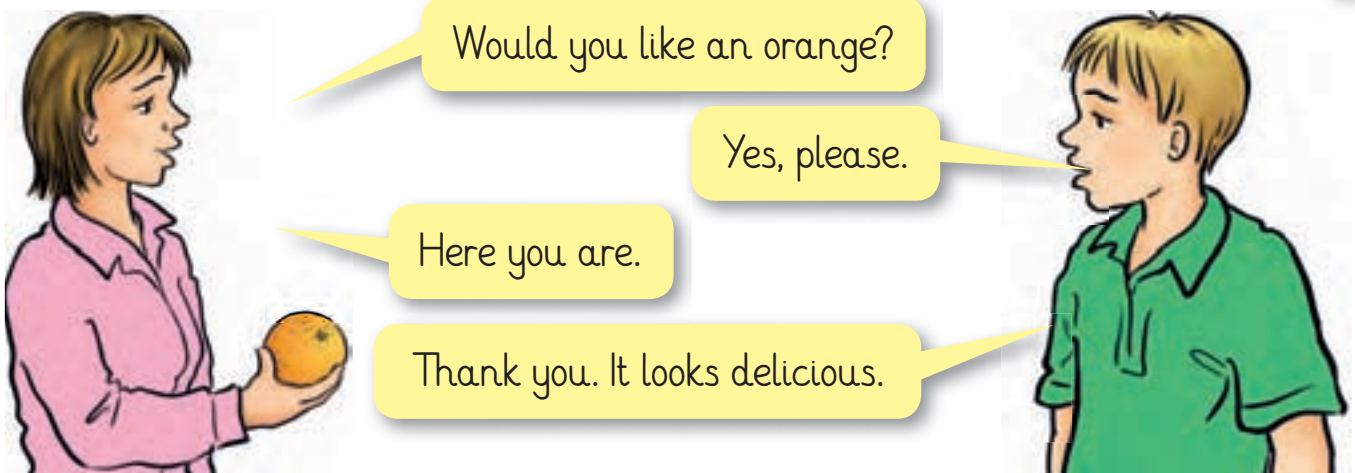 Would you like an orange?
Yes, please.
Here you are.
Thank you. It looks delicious.